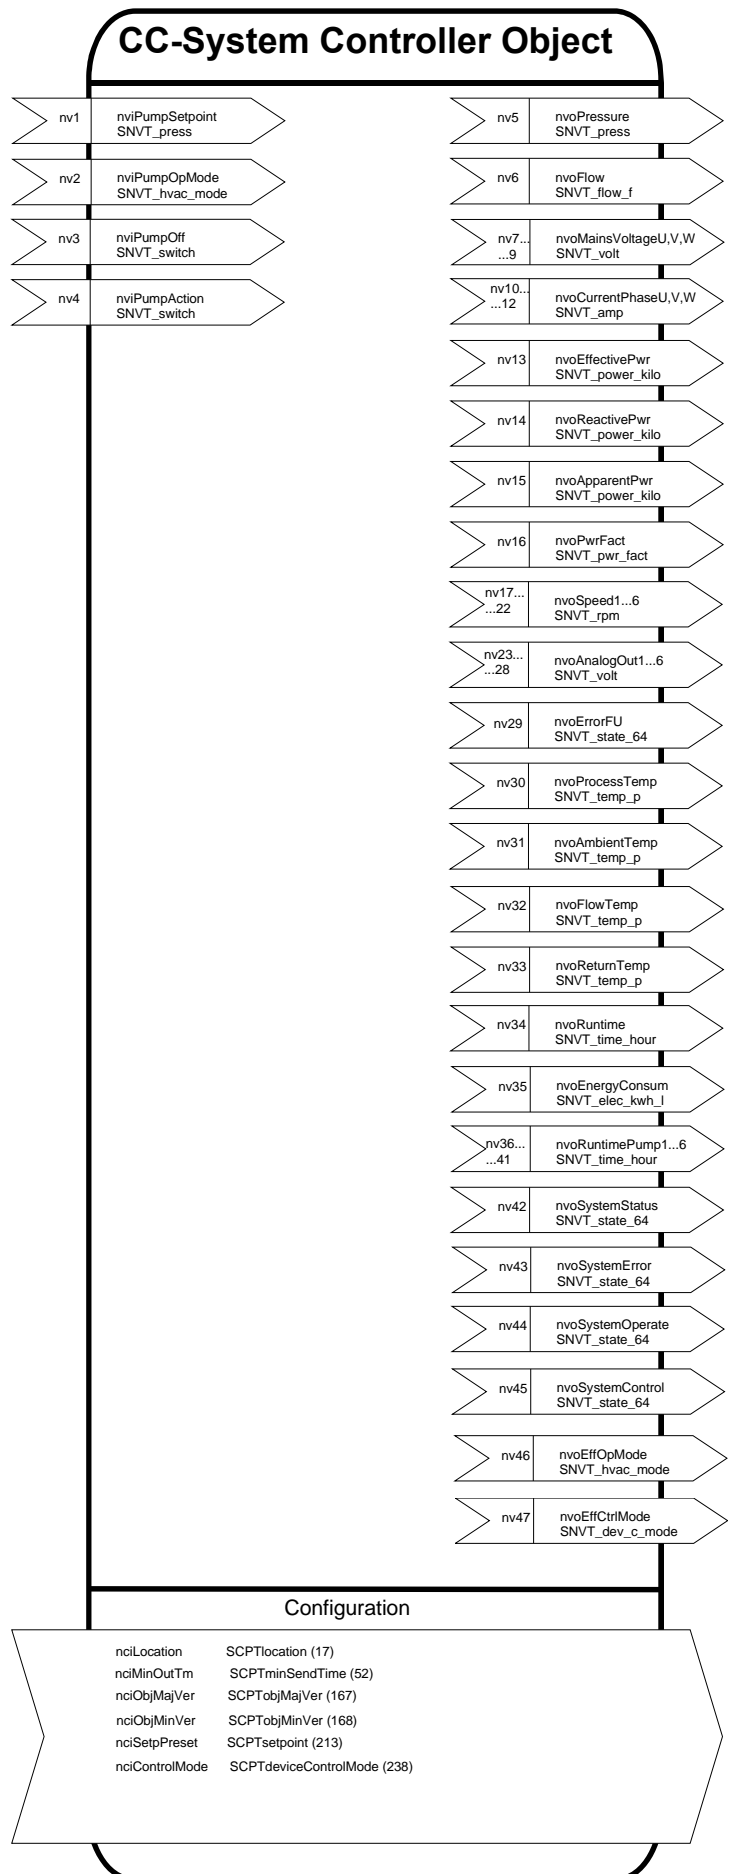 CC-System Controller Object
nv1 nviPumpSetpoint
SNVT_press
nv2 nviPumpOpMode
SNVT_hvac_mode
nv3 nviPumpOff
SNVT_switch
nv4 nviPumpAction
SNVT_switch
nv5 nvoPressure
SNVT_press
nv6 nvoFlow
SNVT_flow_f
nv7... nvoMainsVoltageU,V,W
...9 SNVT_volt
nv10... nvoCurrentPhaseU,V,W
...12 SNVT_amp
nv13 nvoEffectivePwr
SNVT_power_kilo
nv14 nvoReactivePwr
SNVT_power_kilo
nv15 nvoApparentPwr
SNVT_power_kilo
nv16 nvoPwrFact
SNVT_pwr_fact
nv17... nvoSpeed1...6
...22 SNVT_rpm
nv23... nvoAnalogOut1...6
...28 SNVT_volt
nv29 nvoErrorFU
SNVT_state_64
nv30 nvoProcessTemp
SNVT_temp_p
nv31 nvoAmbientTemp
SNVT_temp_p
nv32 nvoFlowTemp
SNVT_temp_p
nv33 nvoReturnTemp
SNVT_temp_p
nv34 nvoRuntime
SNVT_time_hour
nv35 nvoEnergyConsum
SNVT_elec_kwh_l
nv36... nvoRuntimePump1...6
...41 SNVT_time_hour
nv42 nvoSystemStatus
SNVT_state_64
nv43 nvoSystemError
SNVT_state_64
nv44 nvoSystemOperate
SNVT_state_64
nv45 nvoSystemControl
SNVT_state_64
nv46 nvoEffOpMode
SNVT_hvac_mode
nv47 nvoEffCtrlMode
SNVT_dev_c_mode
Configuration
nciLocation SCPTlocation (17)
nciMinOutTm SCPTminSendTime (52)
nciObjMajVer SCPTobjMajVer (167)
nciObjMinVer SCPTobjMinVer (168)
nciSetpPreset SCPTsetpoint (213)
nciControlMode SCPTdeviceControlMode (238)